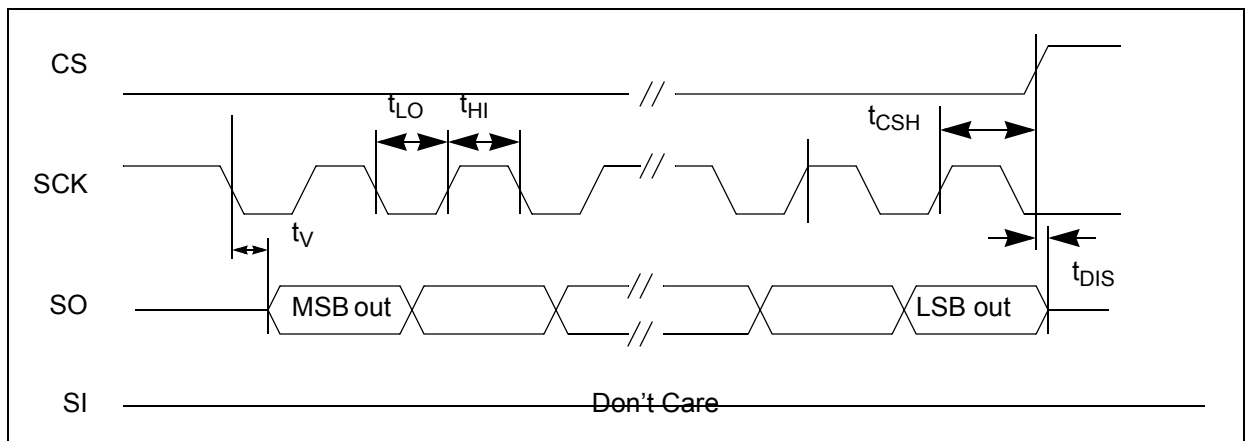 CS
tLO
tHI
tCSH
SCK
tV
tDIS
SO
MSB out
LSB out
SI
Don't Care